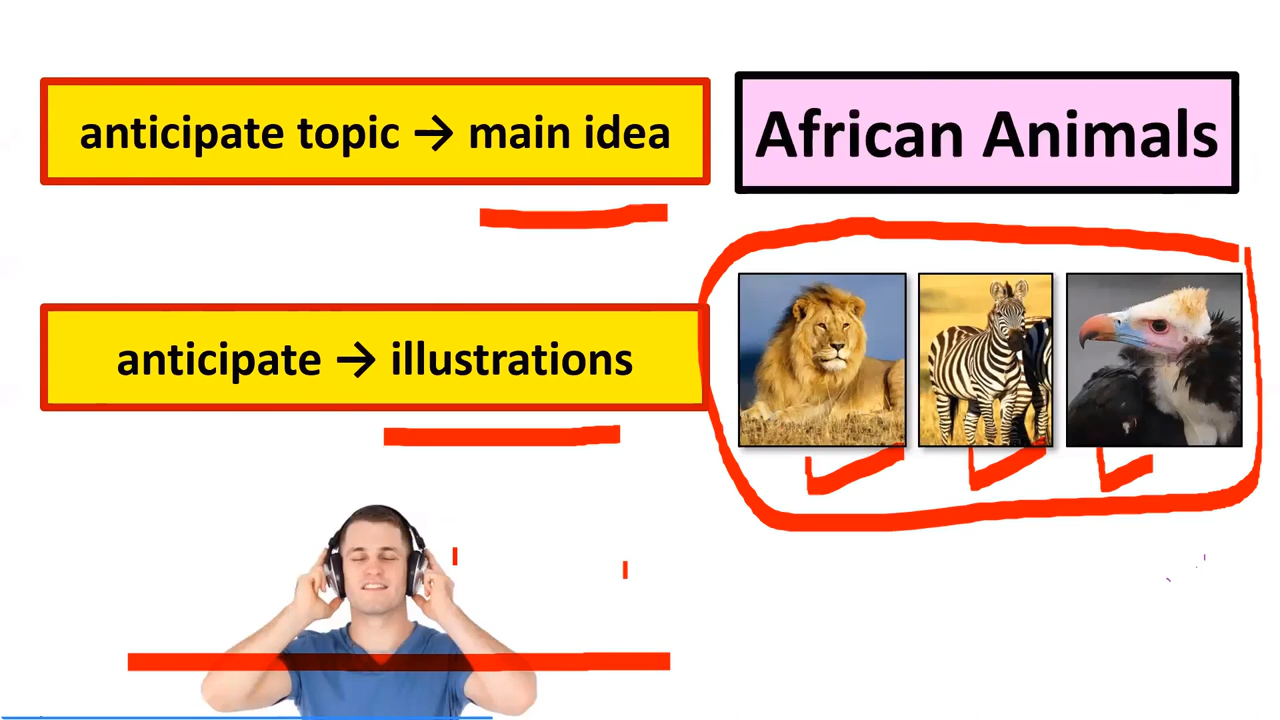 anticipate topic → main idea
African Animals
anticipate → illustrations